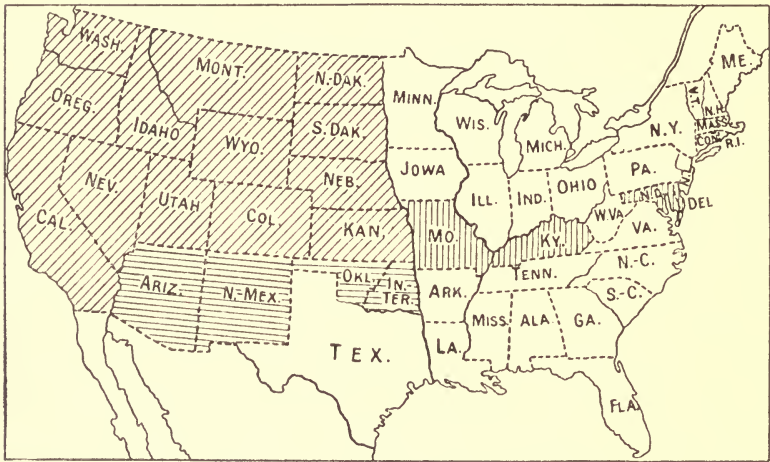 WASH.
MONT.
N.-DAK.
MINN.
ME.
OREG.
IDAHO
WYO.
S.DAK.
WIS.
MICH.
N.Y.
V.T.
N.H.
MASS.
CON.
R.I.
NEV.
UTAH
COL.
NEB.
IOWA
ILL.
IND.
OHIO
PA.
N.J.
DEL
CAL.
KAN.
MO.
KY.
W.VA.
VA.
ARIZ.
N.-MEX.
OKL.
IN.-
TER.
ARK.
TENN.
N.-C.
S.-C.
TEX.
LA.
MISS.
ALA.
GA.
FLA.